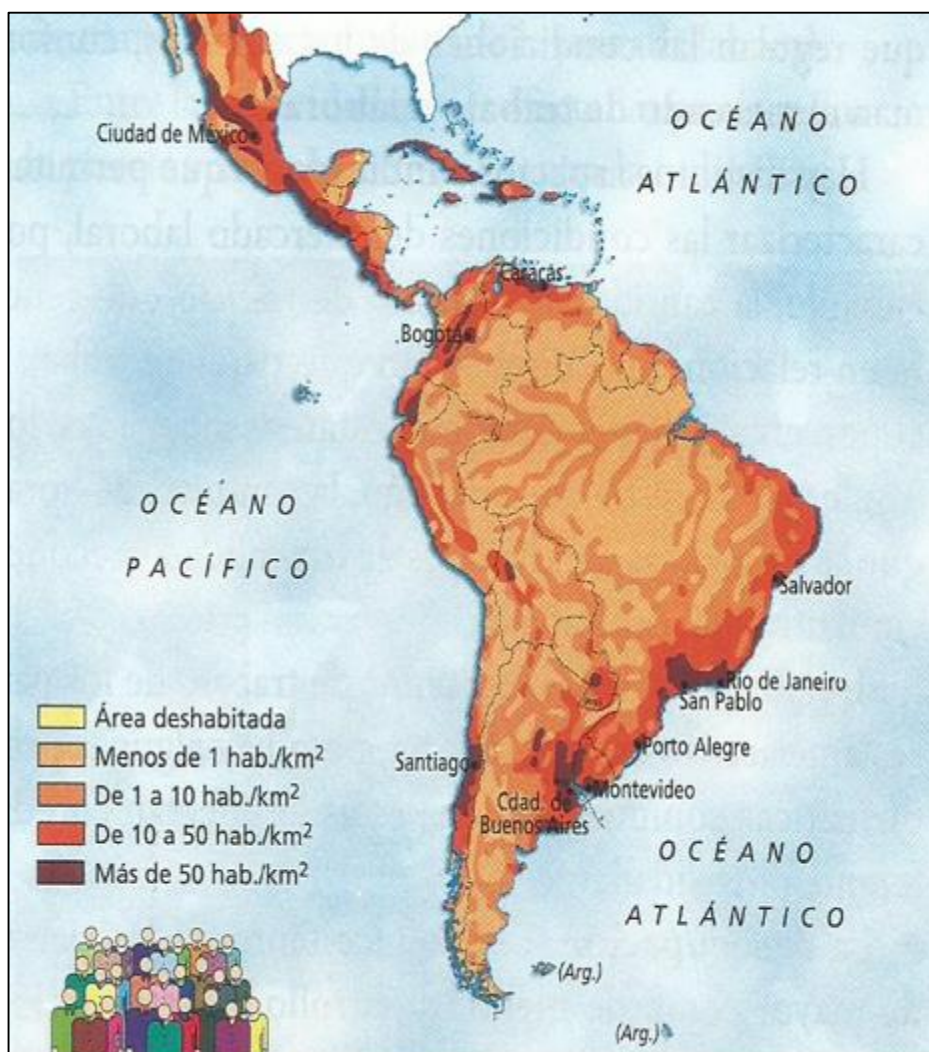 OCÉANO
ATLÁNTICO
Ciudad de México
Caracas
Bogotá
OCÉANO
PACÍFICO
Salvador
Río de Janeiro
San Pablo
Porto Alegre
Santiago
Montevideo
Cdad. de
Buenos Aires
OCÉANO
ATLÁNTICO
(Arg.)
(Arg.)
Área deshabitada
Menos de 1 hab./km²
De 1 a 10 hab./km²
De 10 a 50 hab./km²
Más de 50 hab./km²